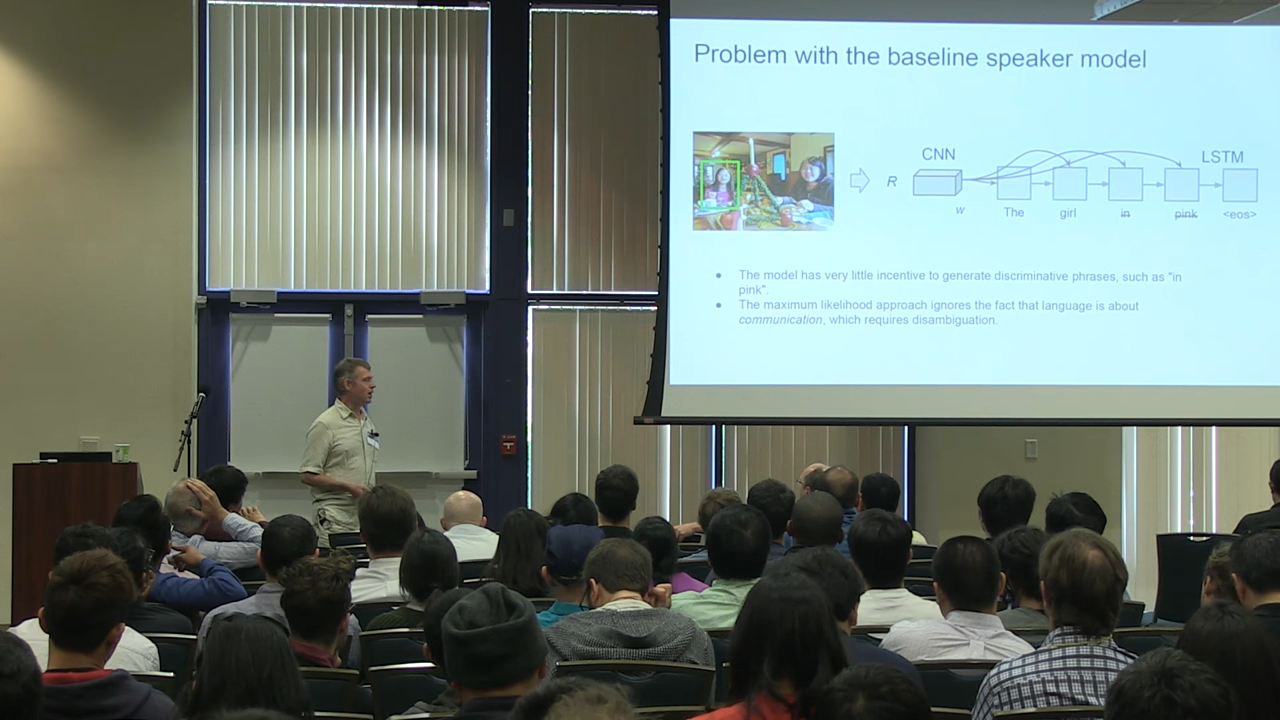 Problem with the baseline speaker model
CNN
LSTM
R
w
The
girl
in
pink
<eos>
● The model has very little incentive to generate discriminative phrases, such as "in
pink".
● The maximum likelihood approach ignores the fact that language is about
communication, which requires disambiguation.